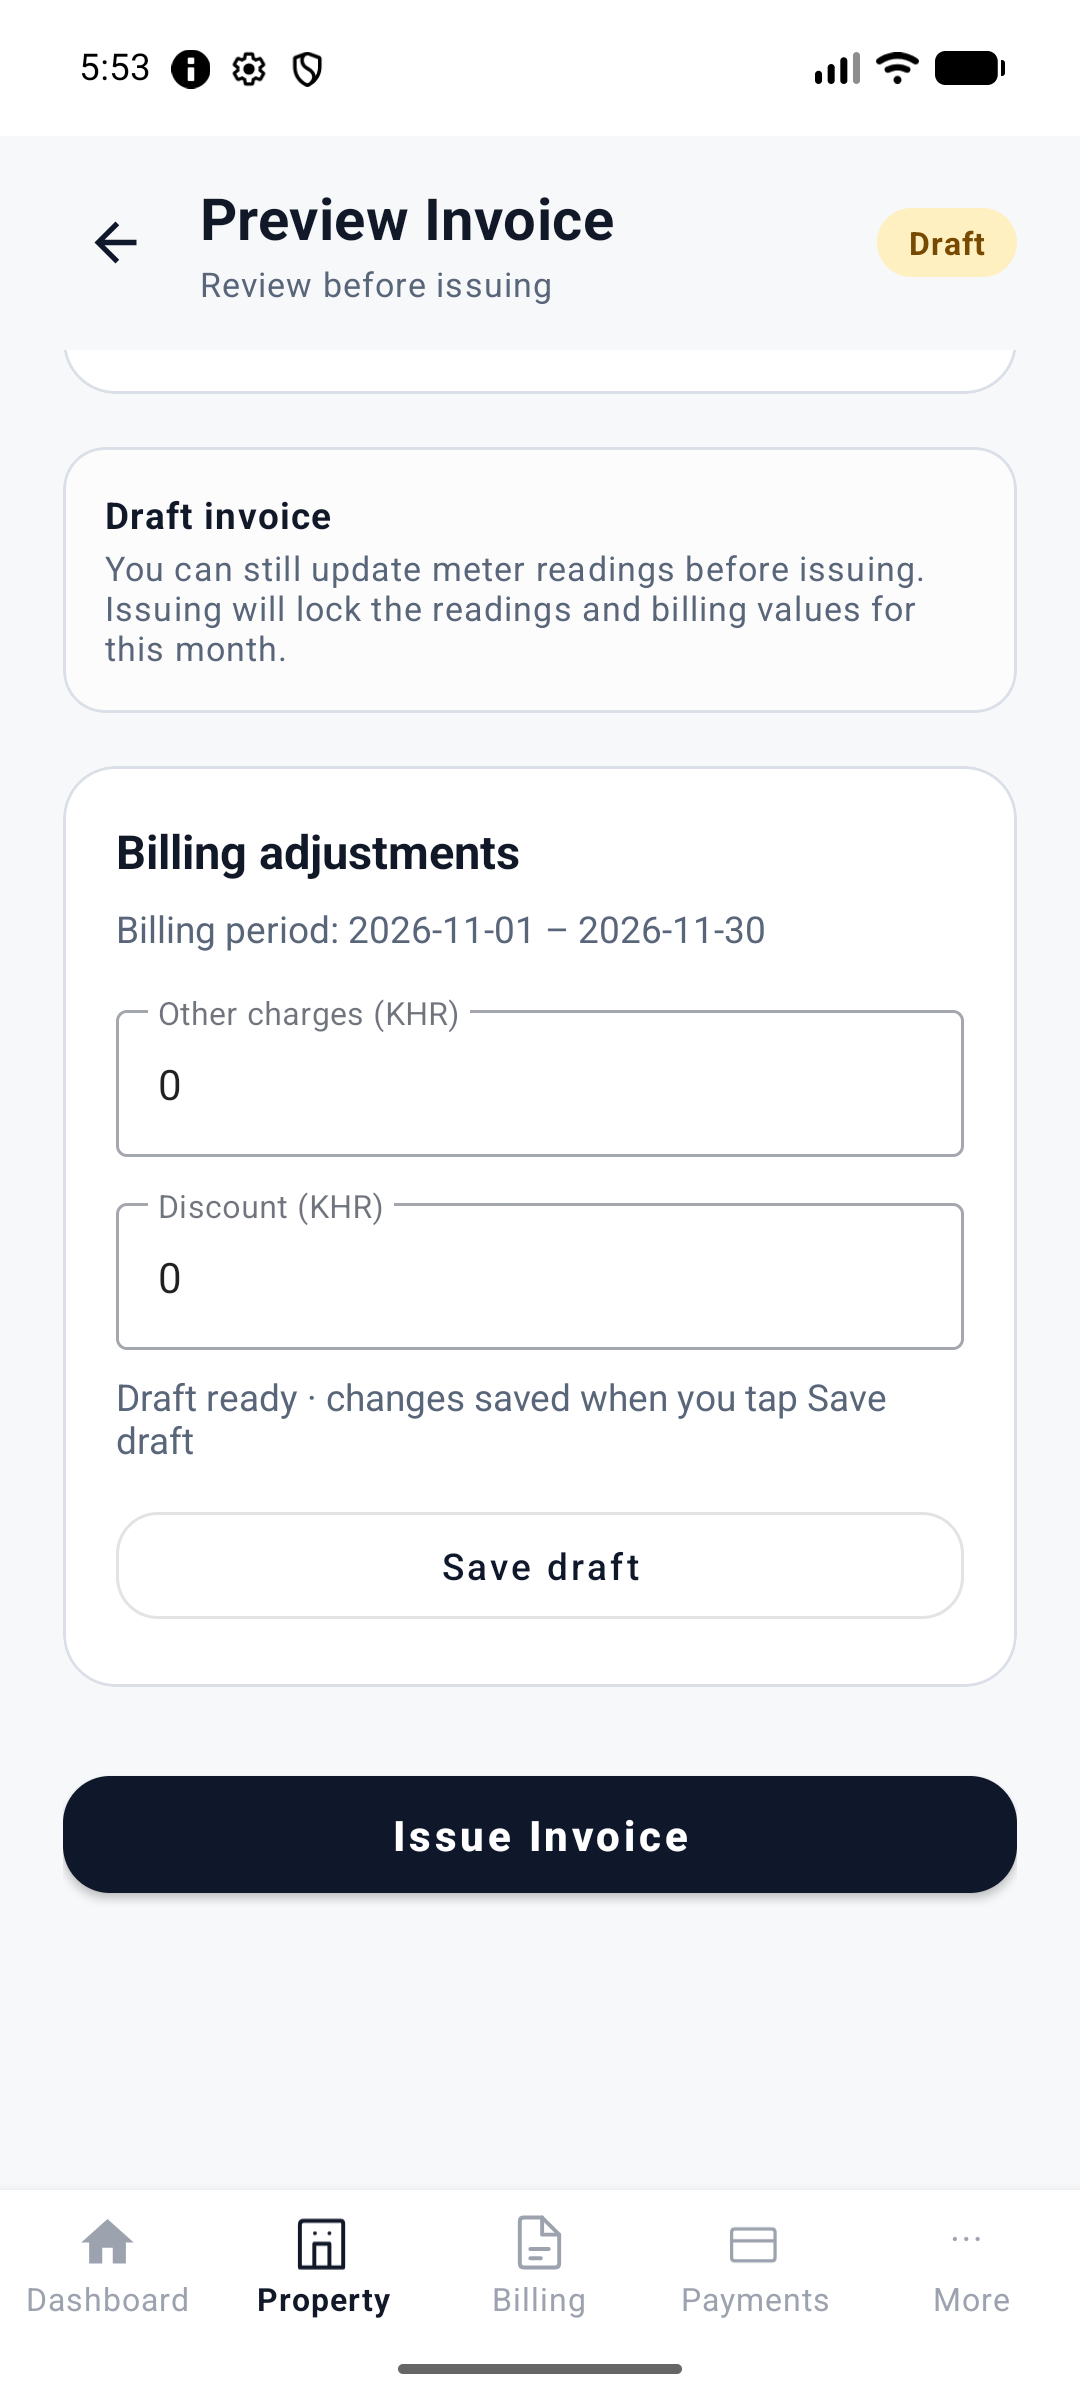 5:53
Preview Invoice
Review before issuing
Draft
Draft invoice
You can still update meter readings before issuing.
Issuing will lock the readings and billing values for
this month.
Billing adjustments
Billing period: 2026-11-01 – 2026-11-30
Other charges (KHR)
0
Discount (KHR)
0
Draft ready · changes saved when you tap Save
draft
Save draft
Issue Invoice
Dashboard
Property
Billing
Payments
More